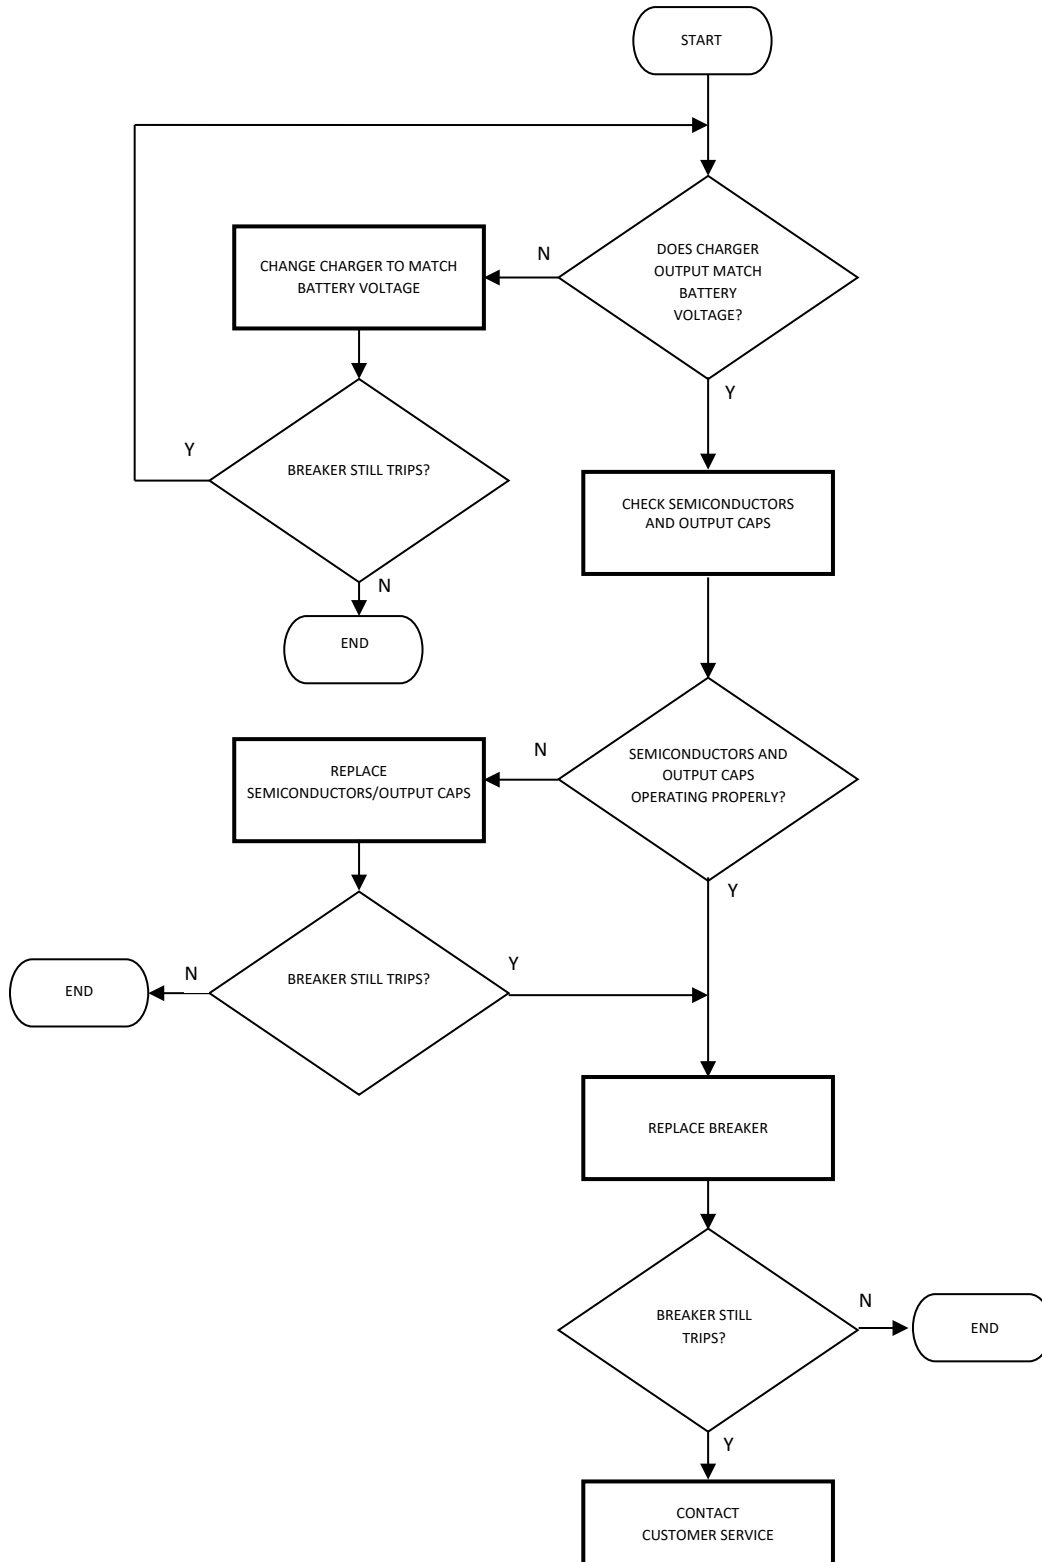 START
DOES CHARGER
OUTPUT MATCH
BATTERY
VOLTAGE?
N
CHANGE CHARGER TO MATCH
BATTERY VOLTAGE
Y
Y
BREAKER STILL TRIPS?
N
END
CHECK SEMICONDUCTORS
AND OUTPUT CAPS
SEMICONDUCTORS AND
OUTPUT CAPS
OPERATING PROPERLY?
N
REPLACE
SEMICONDUCTORS/OUTPUT CAPS
Y
BREAKER STILL TRIPS?
Y
N
END
REPLACE BREAKER
BREAKER STILL
TRIPS?
N
END
Y
CONTACT
CUSTOMER SERVICE